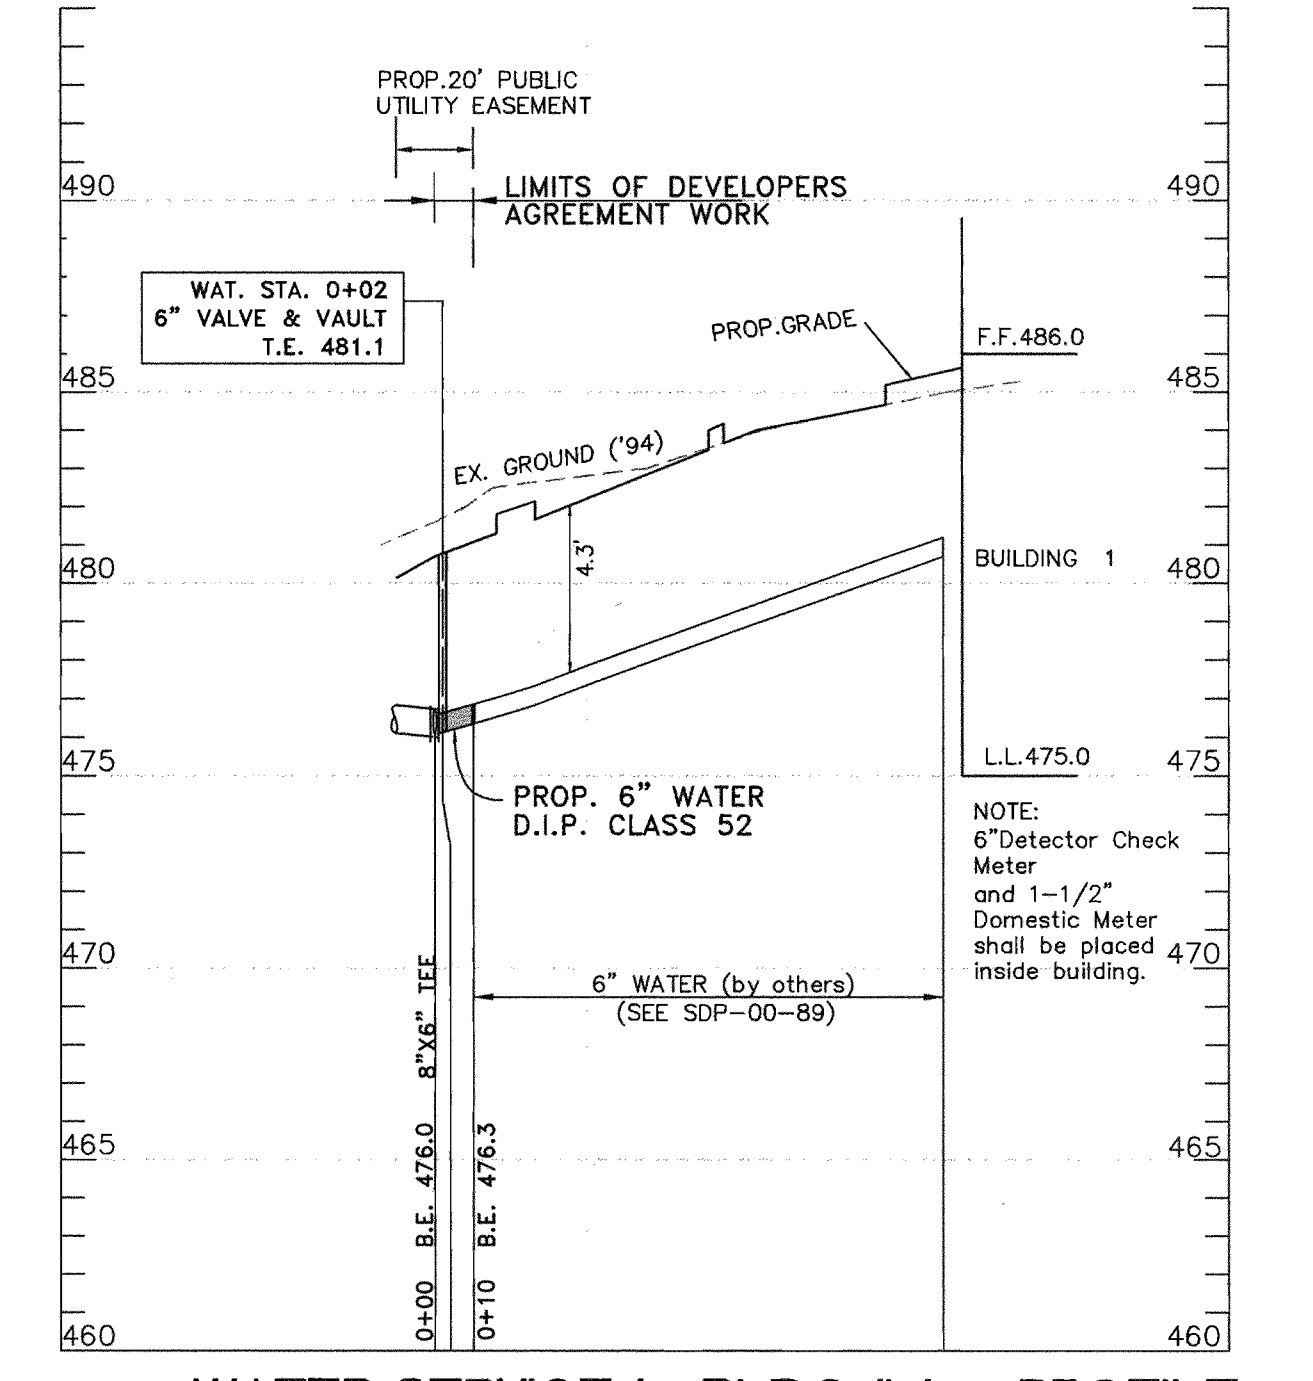 PROP.20' PUBLIC
UTILITY EASEMENT
490
LIMITS OF DEVELOPERS
AGREEMENT WORK
490
WAT. STA. 0+02
6" VALVE & VAULT
T.E. 481.1
PROP.GRADE
F.F.486.0
485
485
EX. GROUND ('94)
4.3'
480
BUILDING 1
480
475
L.L.475.0
475
PROP. 6" WATER
D.I.P. CLASS 52
NOTE:
6"Detector Check
Meter
and 1-1/2"
Domestic Meter
shall be placed
inside building.
470
470
6" WATER (by others)
(SEE SDP-00-89)
0+00 B.E. 476.0 8"X6" TEE
0+10 B.E. 476.3
465
465
460
460